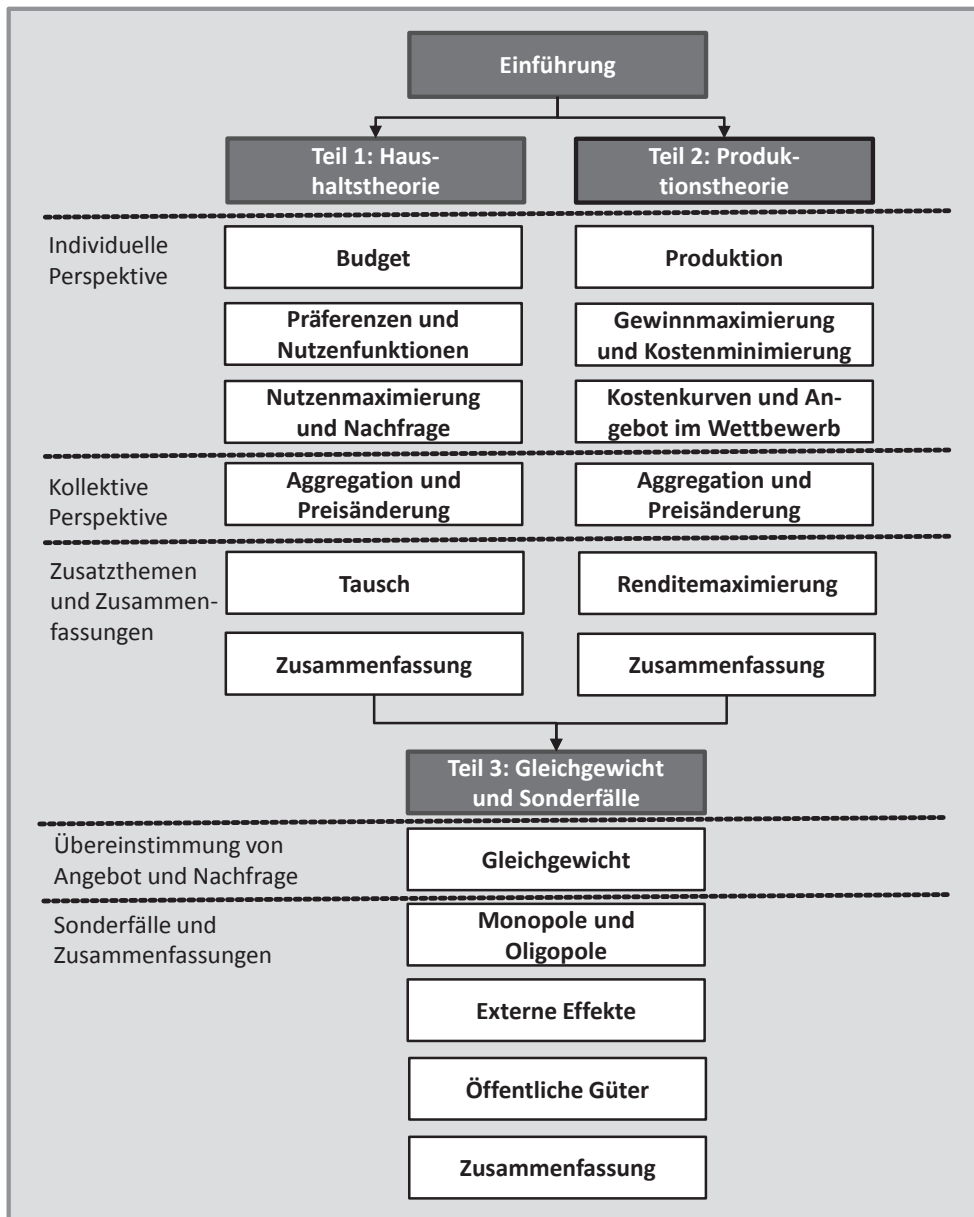 Einführung
Teil 1: Haus-
haltstheorie
Teil 2: Produk-
tionstheorie
Individuelle
Perspektive
Budget
Produktion
Präferenzen und
Nutzenfunktionen
Gewinnmaximierung
und Kostenminimierung
Nutzenmaximierung
und Nachfrage
Kostenkurven und An-
gebot im Wettbewerb
Kollektive
Perspektive
Aggregation und
Preisänderung
Aggregation und
Preisänderung
Zusatzthemen
und Zusammen-
fassungen
Tausch
Renditemaximierung
Zusammenfassung
Zusammenfassung
Teil 3: Gleichgewicht
und Sonderfälle
Übereinstimmung von
Angebot und Nachfrage
Gleichgewicht
Sonderfälle und
Zusammenfassungen
Monopole und
Oligopole
Externe Effekte
Öffentliche Güter
Zusammenfassung